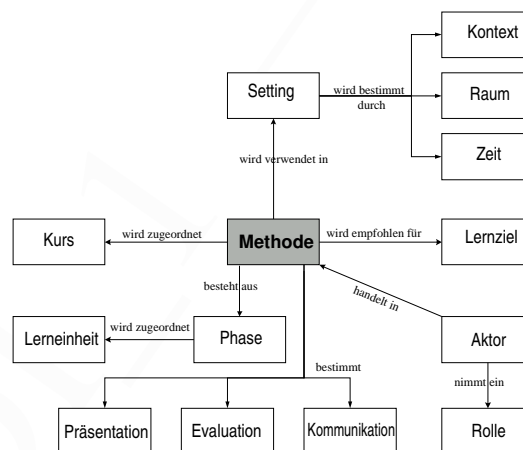 Kontext
Setting
wird bestimmt
durch
Raum
Zeit
wird verwendet in
Kurs
wird zugeordnet
Methode
wird empfohlen für
Lernziel
besteht aus
handelt in
Lerneinheit
wird zugeordnet
Phase
Aktor
bestimmt
nimmt ein
Präsentation
Evaluation
Kommunikation
Rolle